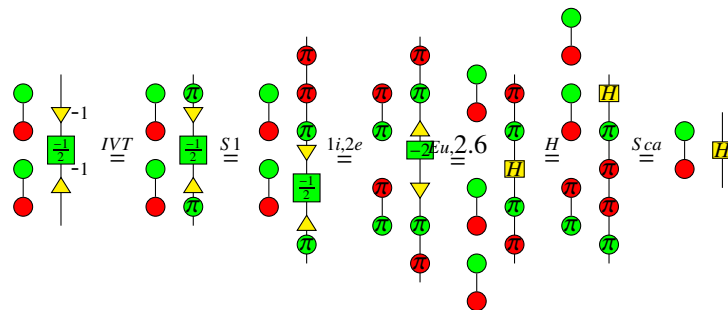 π π
π π π π H
-1 π π π
-1/2 -1/2 IVT = S1 = 1i,2e = -2 Eu,2.6 = H H = π Sca = H
-1 -1/2 π π π π
π π π π π
π π π
π π